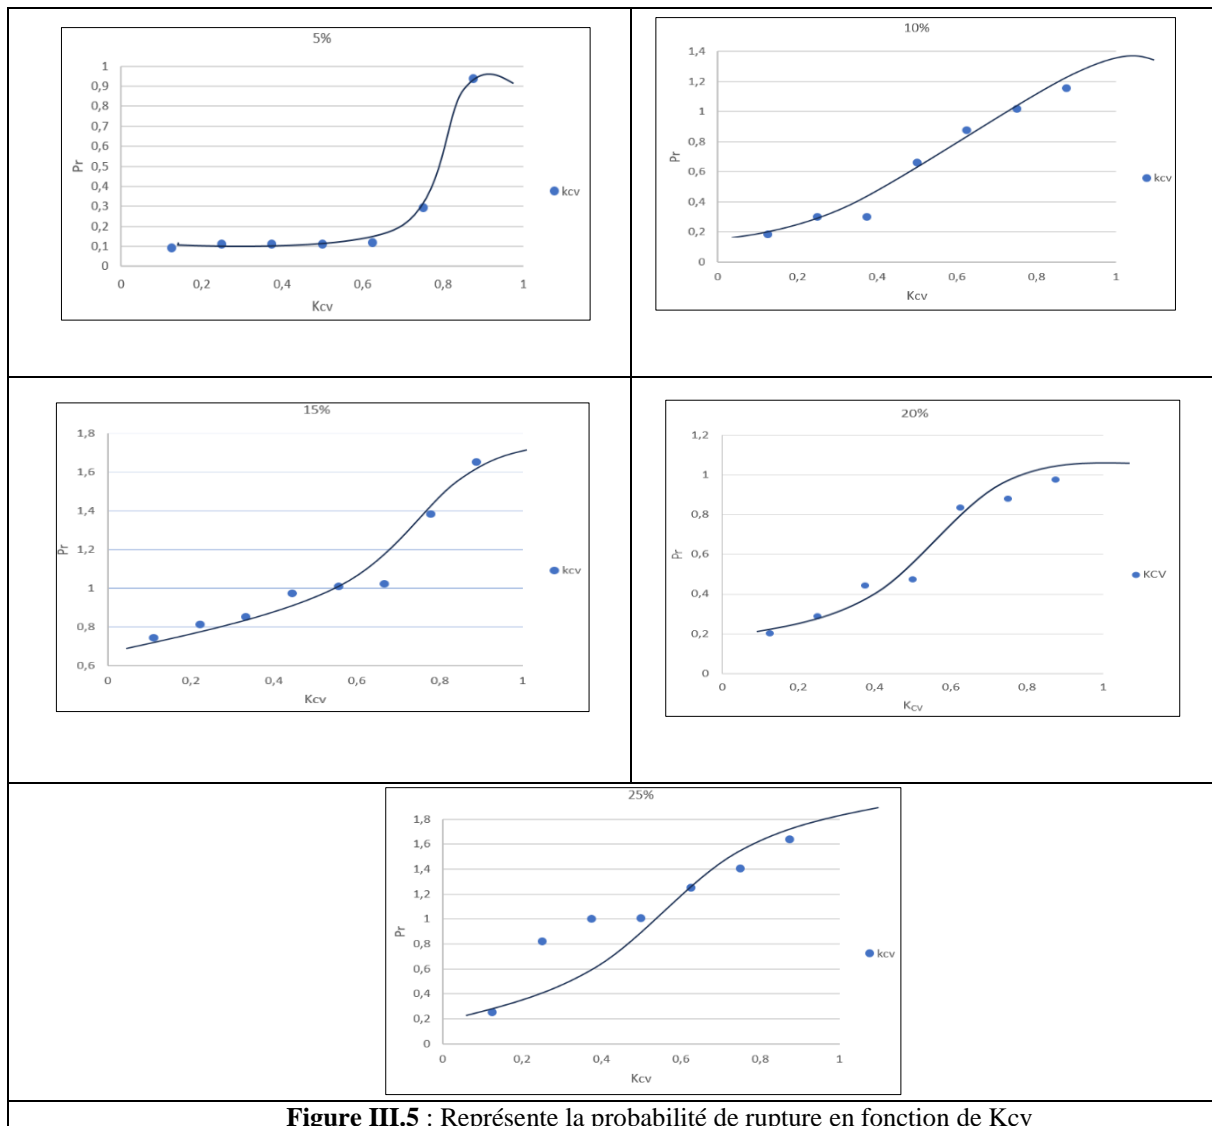 5%
1
0,9
0,8
0,7
0,6
0,5
0,4
0,3
0,2
0,1
0
Pr
0 0,2 0,4 0,6 0,8 1
Kcv
kcv
10%
1,4
1,2
1
0,8
0,6
0,4
0,2
0
Pr
0 0,2 0,4 0,6 0,8 1
Kcv
kcv
15%
1,8
1,6
1,4
1,2
1
0,8
0,6
Pr
0 0,2 0,4 0,6 0,8 1
Kcv
kcv
20%
1,2
1
0,8
0,6
0,4
0,2
0
Pr
0 0,2 0,4 0,6 0,8 1
KCV
KCV
25%
1,8
1,6
1,4
1,2
1
0,8
0,6
0,4
0,2
0
Pr
0 0,2 0,4 0,6 0,8 1
Kcv
kcv
Figure III.5 : Représente la probabilité de rupture en fonction de Kcv